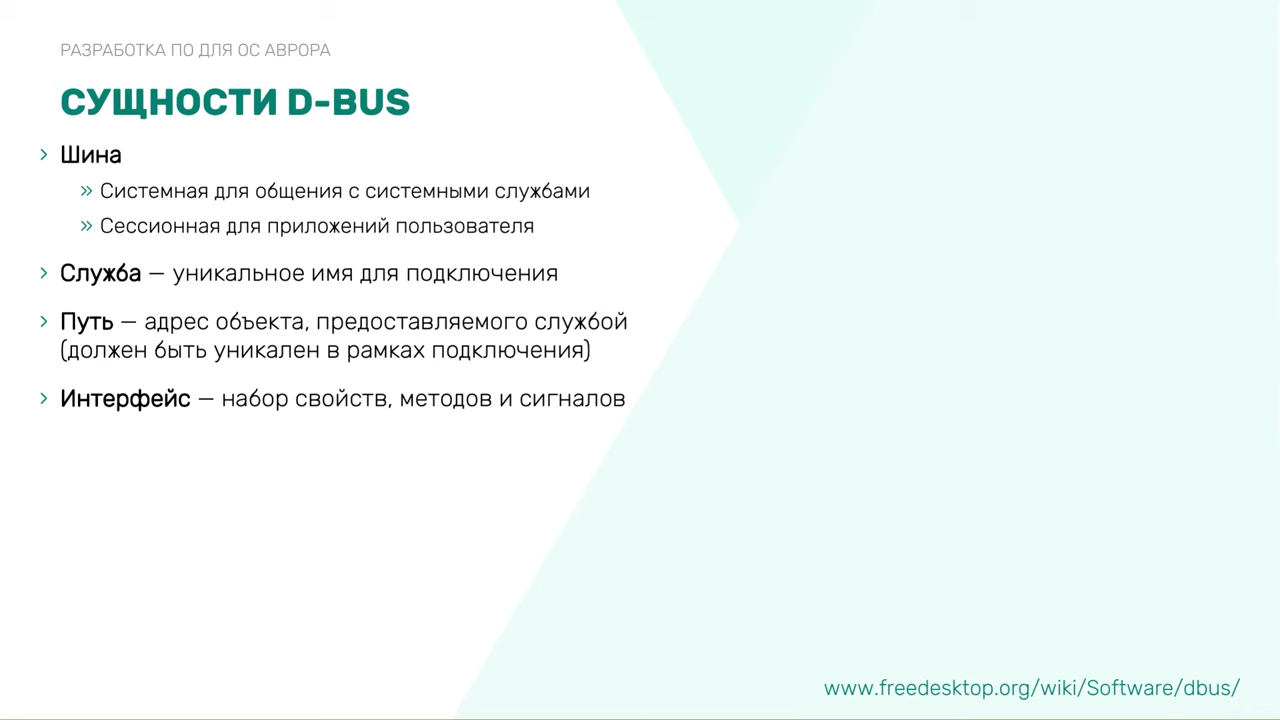 РАЗРАБОТКА ПО ДЛЯ ОС АВРОРА
СУЩНОСТИ D-BUS
› Шина
» Системная для общения с системными службами
» Сессионная для приложений пользователя
› Служба — уникальное имя для подключения
› Путь — адрес объекта, предоставляемого службой
(должен быть уникален в рамках подключения)
› Интерфейс — набор свойств, методов и сигналов
www.freedesktop.org/wiki/Software/dbus/